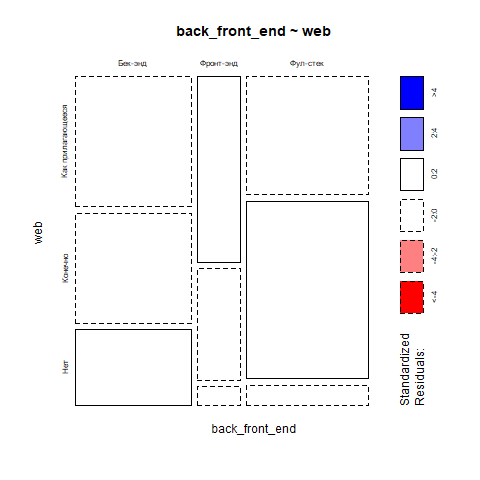 back_front_end ~ web
Бек-энд
Фронт-энд
Фул-стек
Как прилагающееся
Конечно
Нет
web
back_front_end
Standardized
Residuals:
<-4
-4:-2
-2:0
0:2
2:4
>4